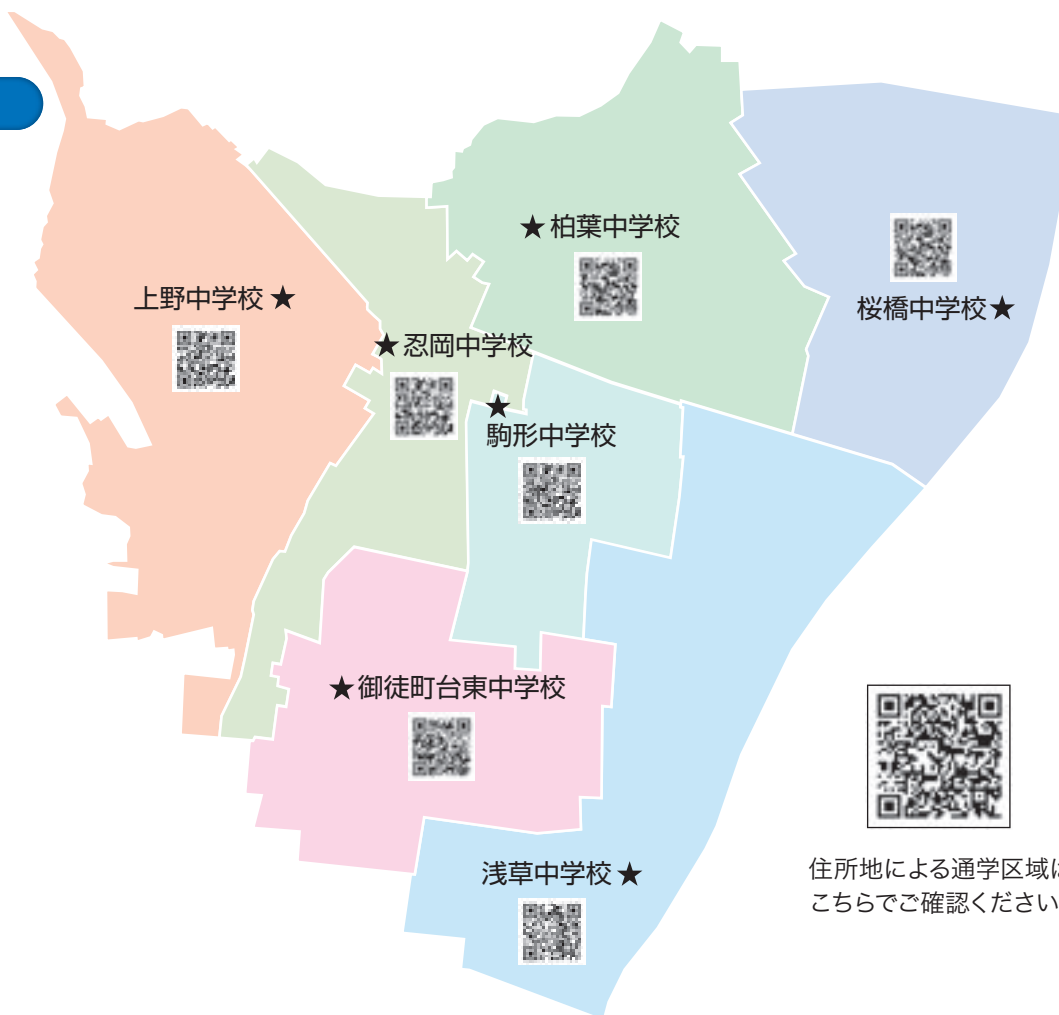 ★柏葉中学校
上野中学校★
桜橋中学校★
★忍岡中学校
★
駒形中学校
★御徒町台東中学校
浅草中学校★
住所地による通学区域は
こちらでご確認ください